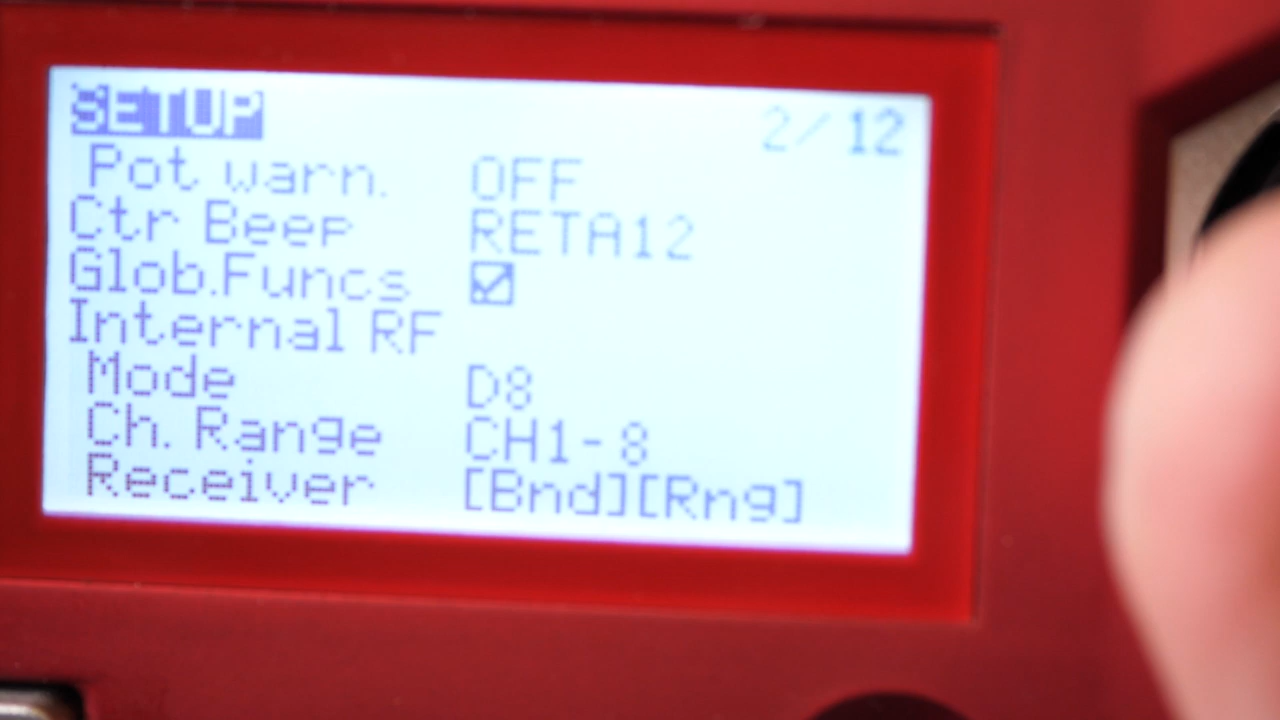 SETUP 2/12
Pot warn. OFF
Ctr Beep RETA12
Glob.Funcs
Internal RF
Mode D8
Ch. Range CH1-8
Receiver [Bnd][Rng]